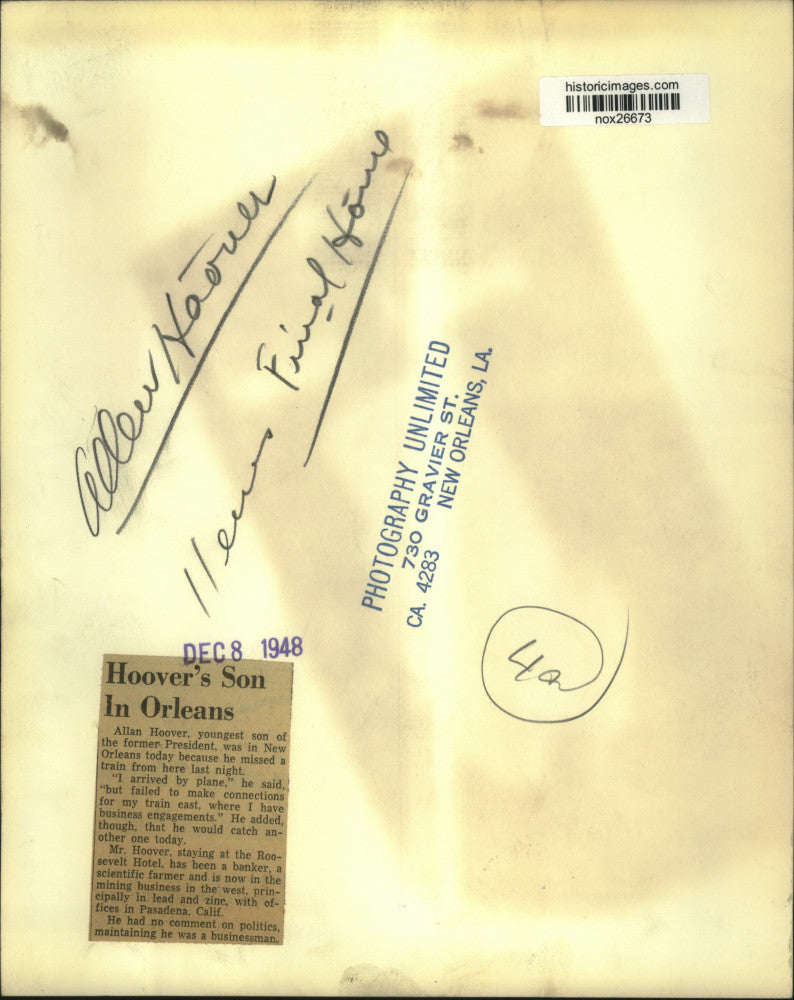 historicimages.com
nox26673
Allen Hoover
Final Home
PHOTOGRAPHY UNLIMITED
730 GRAVIER ST.
CA. 4283 NEW ORLEANS, LA.
4a
DEC 8 1948
Hoover's Son
In Orleans
Allan Hoover, youngest son of
the former President, was in New
Orleans today because he missed a
train from here last night.
"I arrived by plane," he said,
"but failed to make connections
for my train east, where I have
business engagements." He added,
though, that he would catch an-
other one today.
Mr. Hoover, staying at the Roo-
sevelt Hotel, has been a banker, a
scientific farmer and is now in the
mining business in the west, prin-
cipally in lead and zinc, with of-
fices in Pasadena, Calif.
He had no comment on politics,
maintaining he was a businessman.